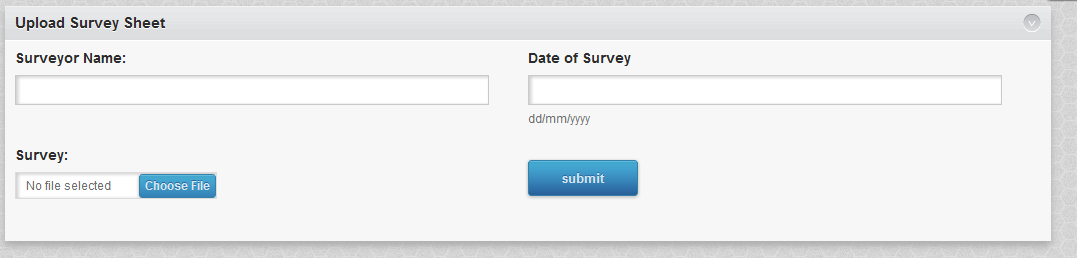 Upload Survey Sheet
Surveyor Name:
Date of Survey
dd/mm/yyyy
Survey:
No file selected
Choose File
submit